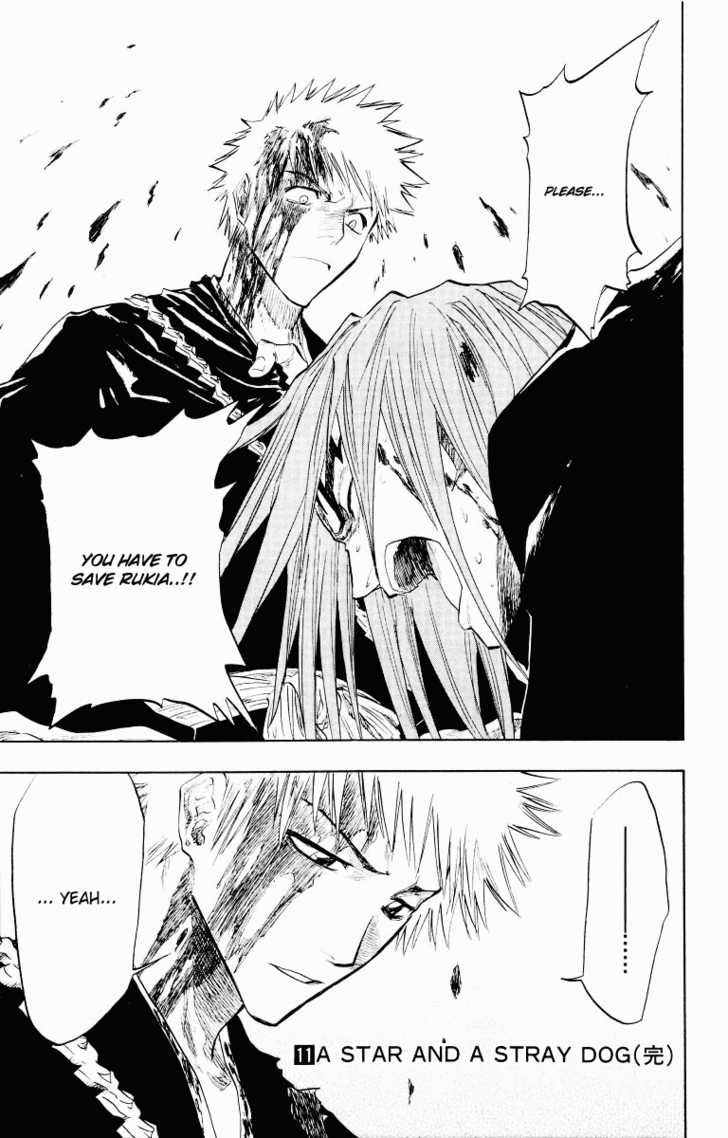 PLEASE...
YOU HAVE TO
SAVE RUKIA..!!
... YEAH...
11 A STAR AND A STRAY DOG(完)